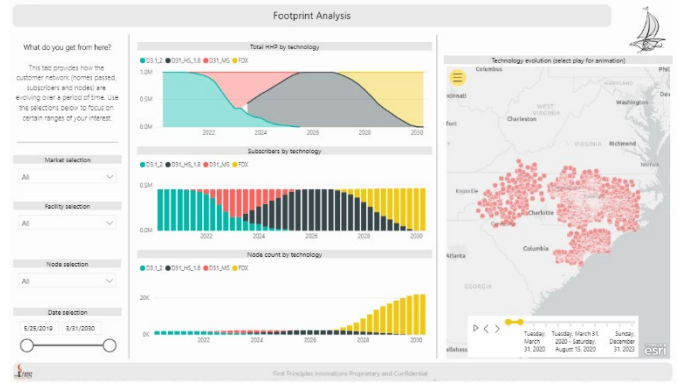 Footprint Analysis
What do you get from here?
This tab provides how the
customer network (homes passed,
subscribers and nodes) are
evolving over a period of time. Use
the selections below to focus on
certain ranges of your interest.
Market selection
All
Facility selection
All
Node selection
All
Date selection
5/25/2019 3/31/2030
Total HHP by technology
D3.1_2 D31_HS_1.8 D31_MS FDX
1.0M
0.5M
0.0M
2022 2024 2026 2028 2030
Subscribers by technology
D3.1_2 D31_HS_1.8 D31_MS FDX
0.5M
0.0M
2022 2024 2026 2028 2030
Node count by technology
D3.1_2 D31_HS_1.8 D31_MS FDX
20K
0K
2022 2024 2026 2028 2030
Technology evolution (select play for animation)
Columbus
MARYLAND
Washington
WEST
VIRGINIA
Charleston
VIRGINIA Richmond
Norfolk
Knoxville
Charlotte
Columbia
Atlanta
GEORGIA
Tuesday,
March
31, 2020
Tuesday, March 31,
2020 - Saturday,
August 15, 2020
Sunday,
December
31, 2023
esri
First Principles Innovations Proprietary and Confidential